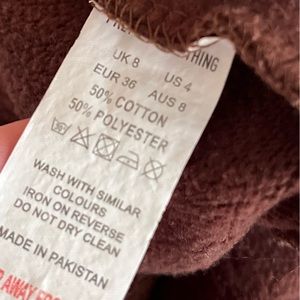 UK 8 US 4
EUR 36 AUS 8
50% COTTON
50% POLYESTER
WASH WITH SIMILAR
COLOURS
IRON ON REVERSE
DO NOT DRY CLEAN
MADE IN PAKISTAN
AWAY